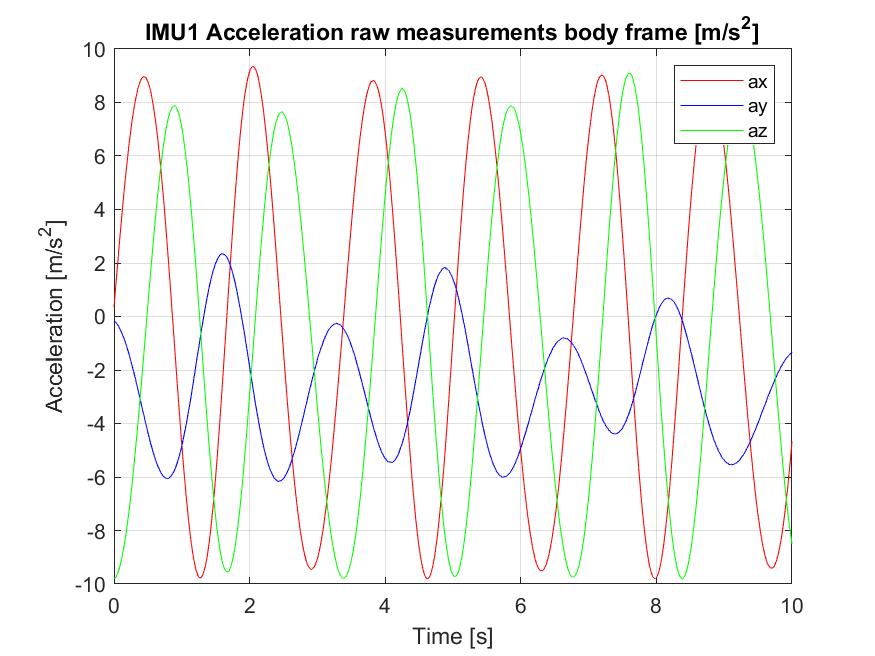 IMU1 Acceleration raw measurements body frame [m/s²]
10
8
6
4
2
0
-2
-4
-6
-8
-10
Acceleration [m/s²]
ax
ay
az
0 2 4 6 8 10
Time [s]